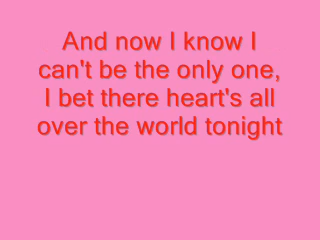 And now I know I
can't be the only one,
I bet there heart's all
over the world tonight